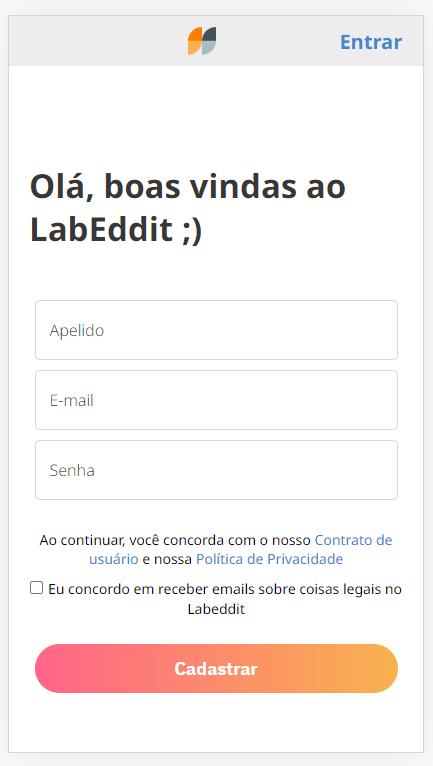 Entrar
Olá, boas vindas ao
LabEddit ;)
Apelido
E-mail
Senha
Ao continuar, você concorda com o nosso Contrato de
usuário e nossa Política de Privacidade
Eu concordo em receber emails sobre coisas legais no
Labeddit
Cadastrar